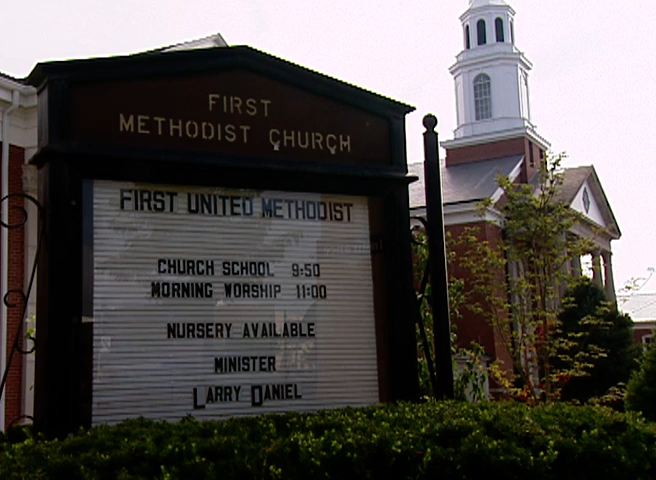 FIRST
METHODIST CHURCH
FIRST UNITED METHODIST
CHURCH SCHOOL 9:50
MORNING WORSHIP 11:00
NURSERY AVAILABLE
MINISTER
LARRY DANIEL